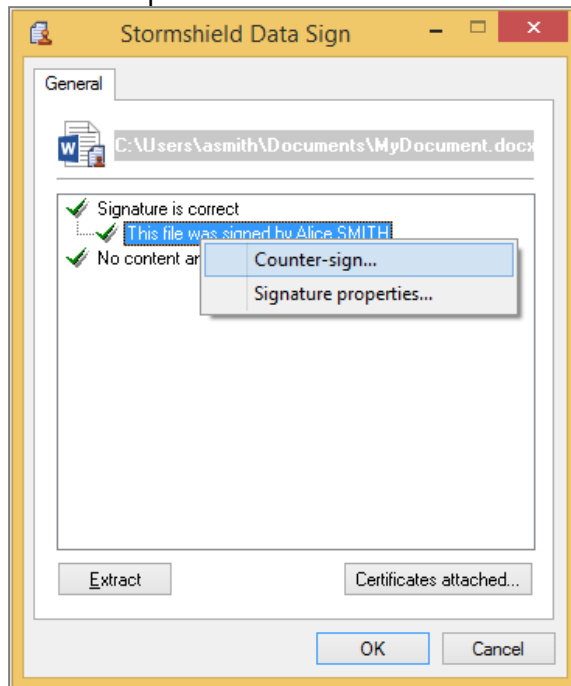 Stormshield Data Sign
General
C:\Users\asmith\Documents\MyDocument.docx
Signature is correct
This file was signed by Alice SMITH
No content ar
Counter-sign...
Signature properties...
Extract
Certificates attached...
OK
Cancel